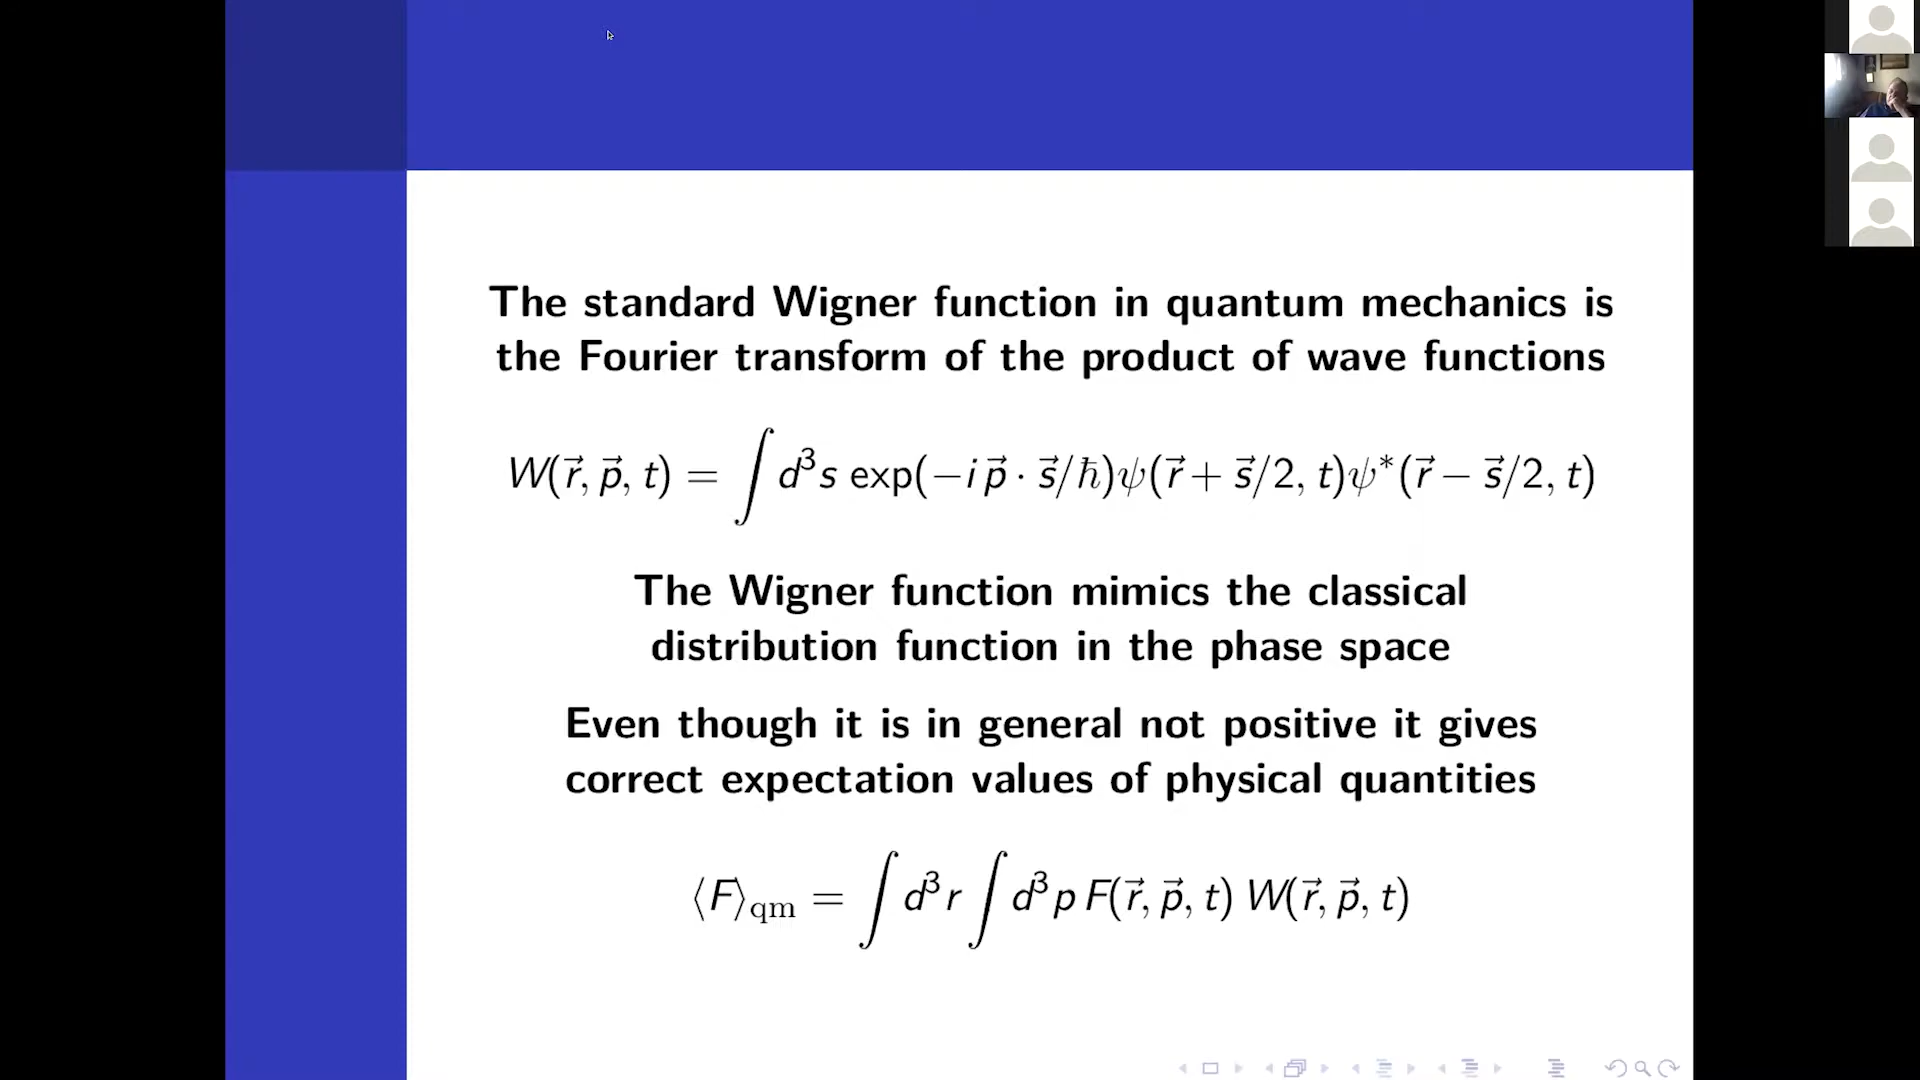 The standard Wigner function in quantum mechanics is
the Fourier transform of the product of wave functions
W(r⃗, p⃗, t) = ∫ d³s exp(−i p⃗ · s⃗/ħ)ψ(r⃗ + s⃗/2, t)ψ*(r⃗ − s⃗/2, t)
The Wigner function mimics the classical
distribution function in the phase space
Even though it is in general not positive it gives
correct expectation values of physical quantities
⟨F⟩qm = ∫ d³r ∫ d³p F(r⃗, p⃗, t) W(r⃗, p⃗, t)